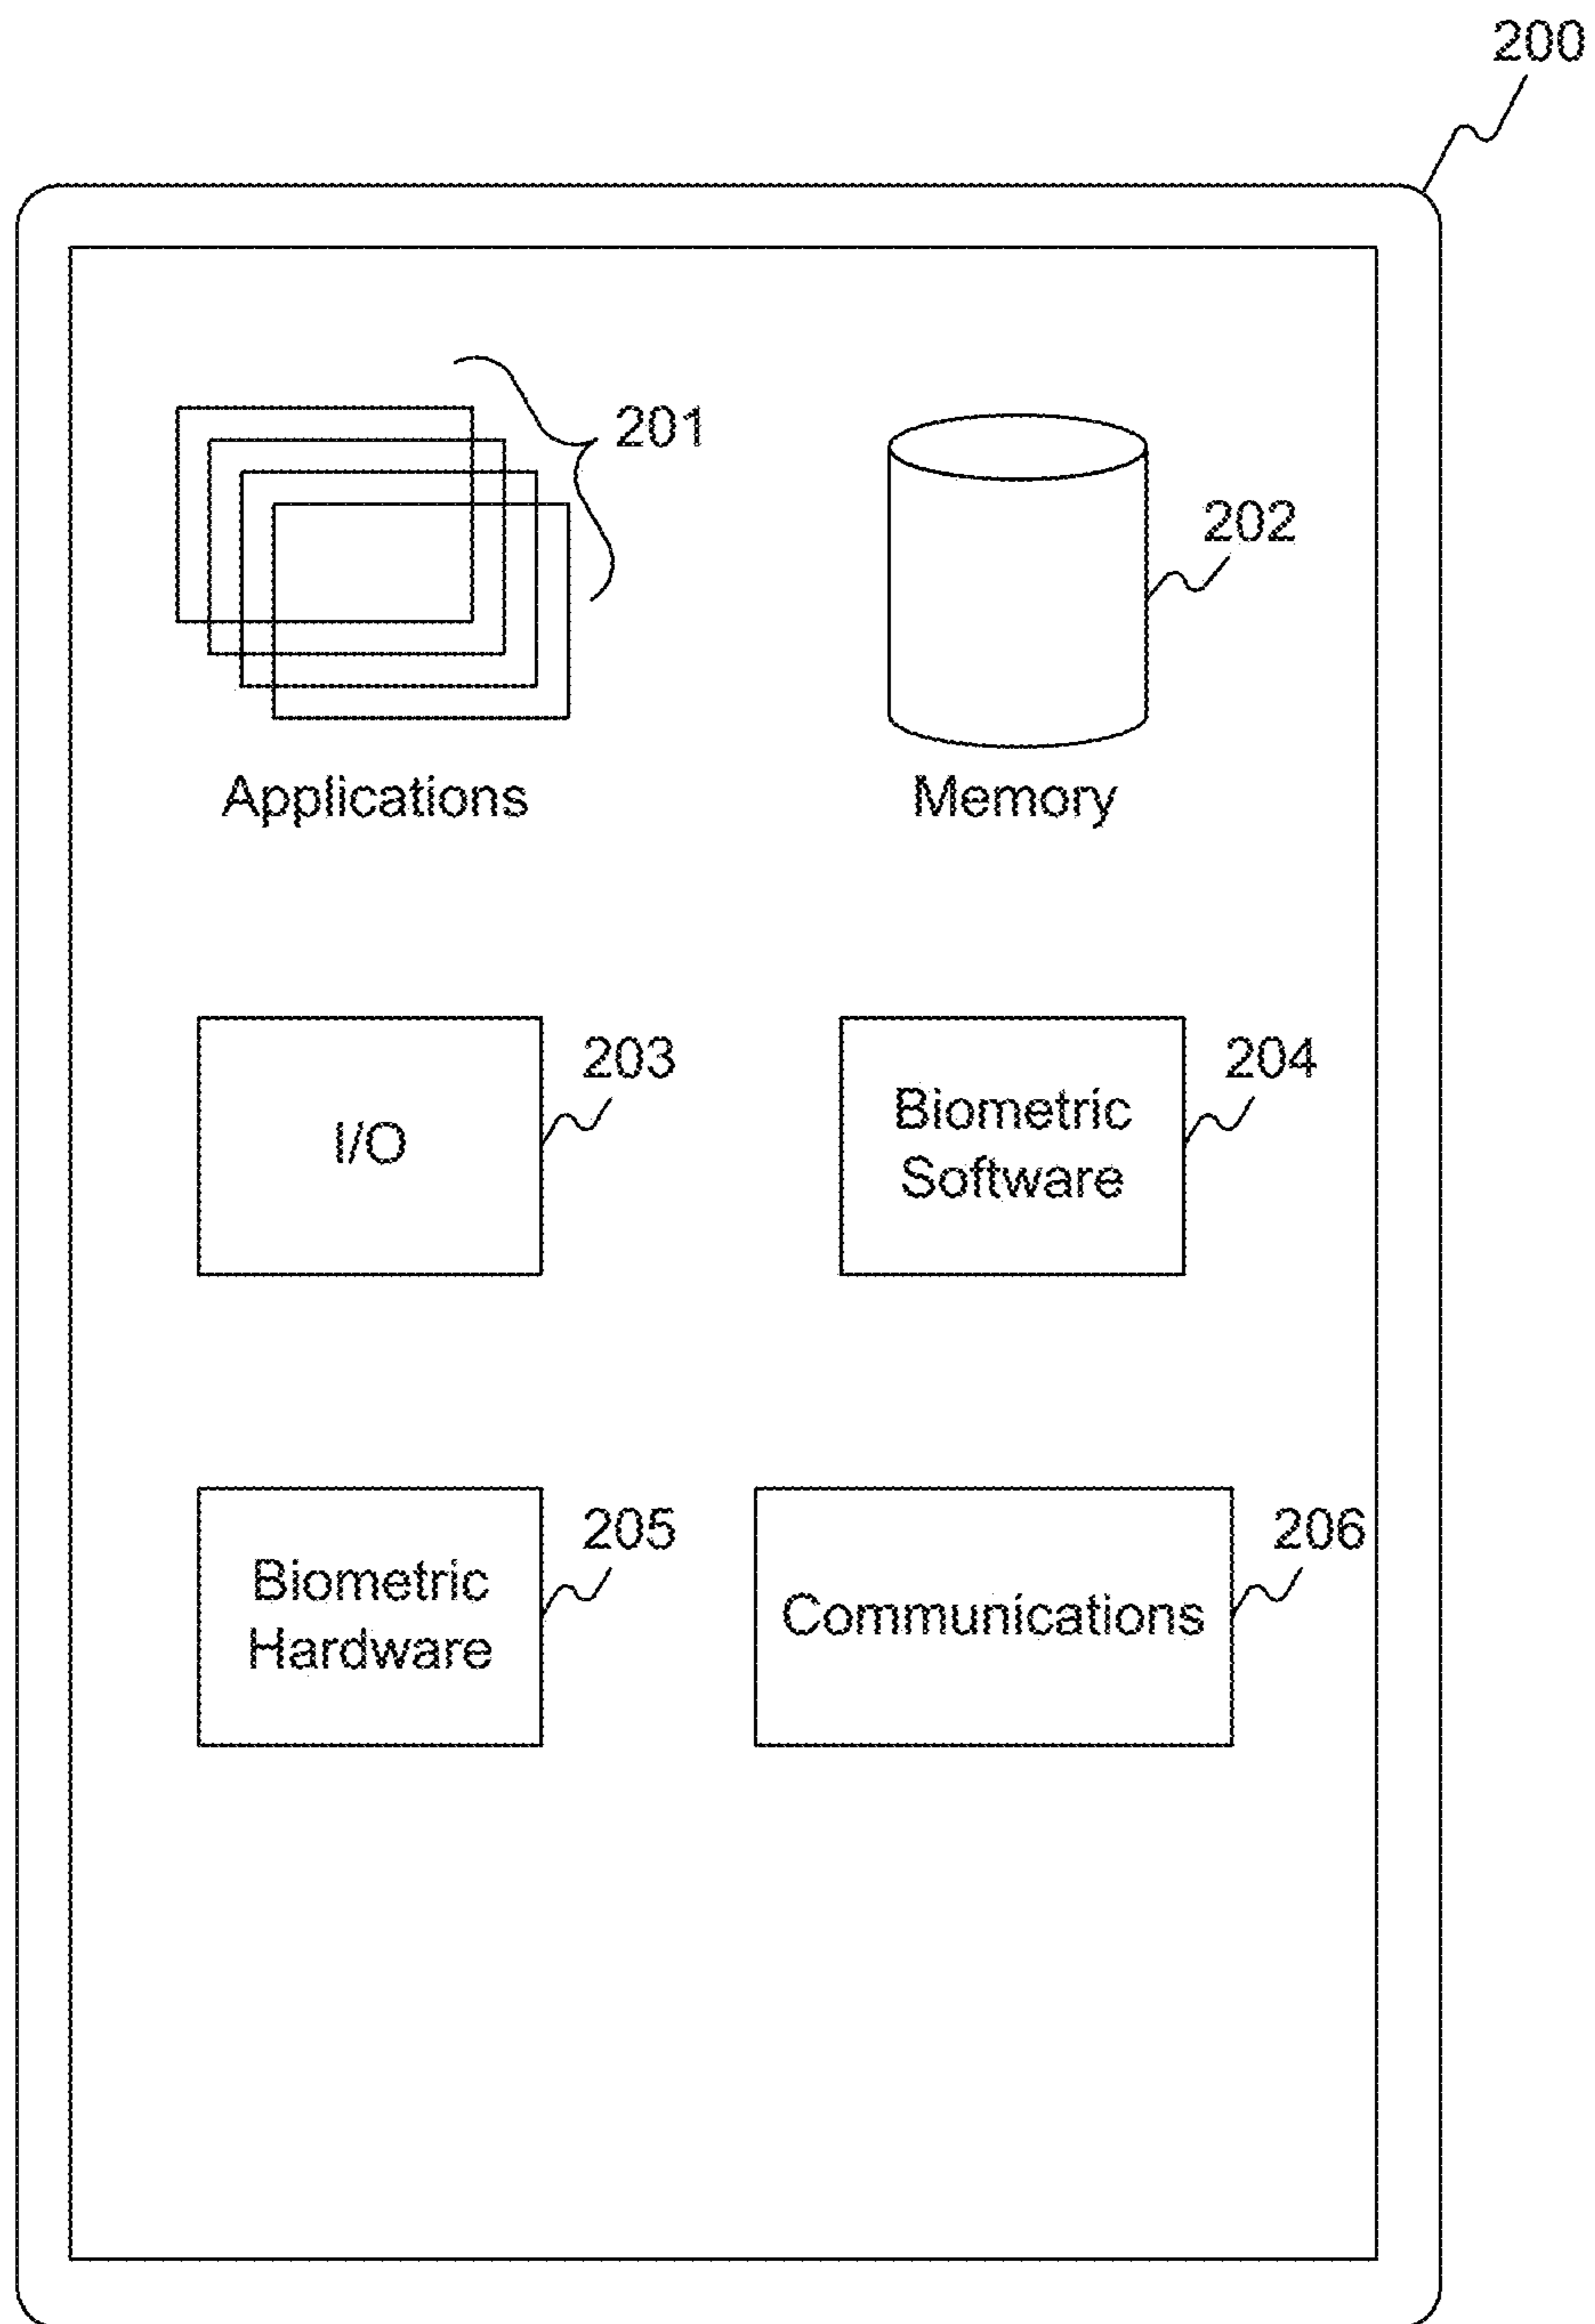 200
201
202
Applications
Memory
203
204
I/O
Biometric
Software
205
206
Biometric
Hardware
Communications